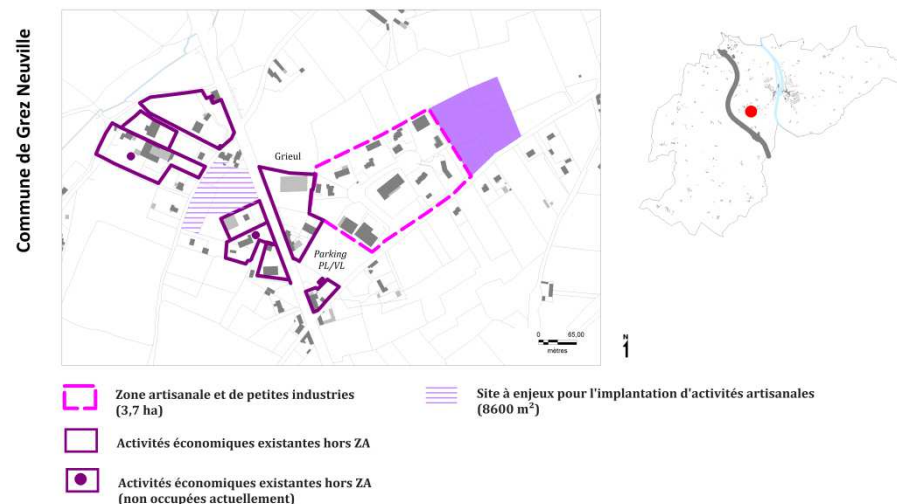 Commune de Grez Neuville
Grieul
Parking
PL/VL
0 65,00
mètres
N
1
Zone artisanale et de petites industries
(3,7 ha)
Activités économiques existantes hors ZA
Activités économiques existantes hors ZA
(non occupées actuellement)
Site à enjeux pour l'implantation d'activités artisanales
(8600 m²)